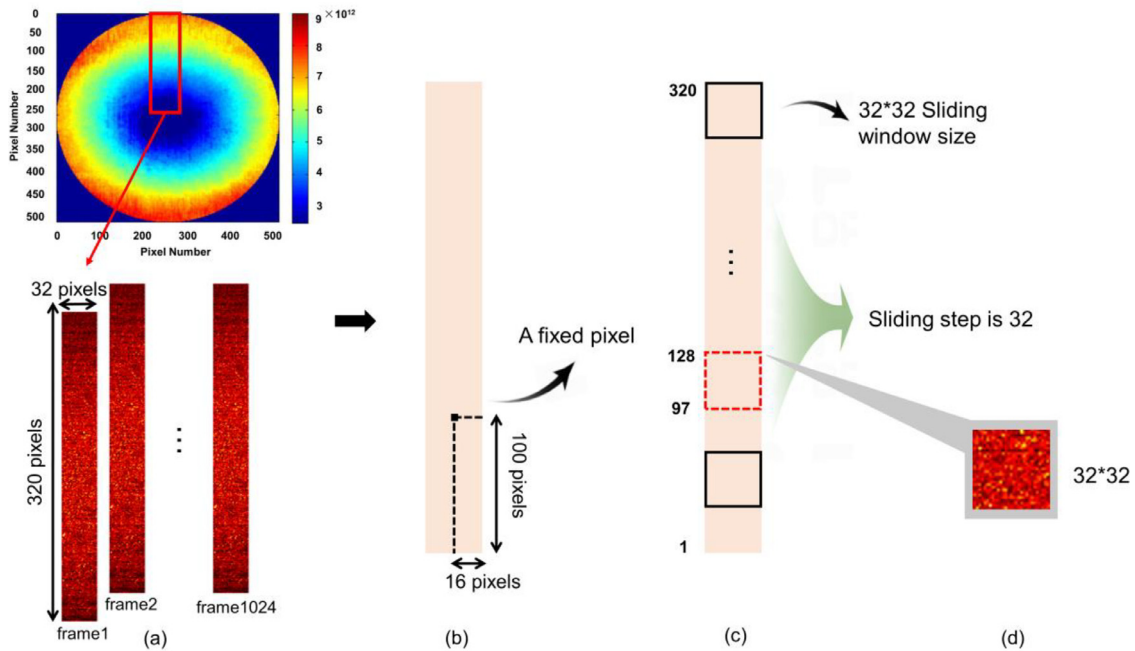 0
50
100
150
200
250
300
350
400
450
500
Pixel Number
0
100
200
300
400
500
Pixel Number
9
×10¹²
8
7
6
5
4
3
32 pixels
320 pixels
frame1
frame2
...
frame1024
(a)
A fixed pixel
100 pixels
16 pixels
(b)
320
...
128
97
1
(c)
32*32 Sliding
window size
Sliding step is 32
32*32
(d)